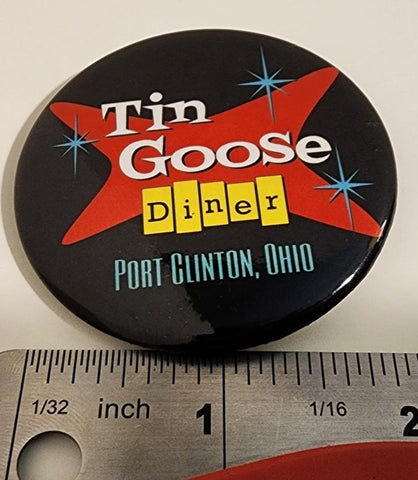 Tin
Goose
Diner
PORT CLINTON, OHIO
1/32 inch 1 1/16 2